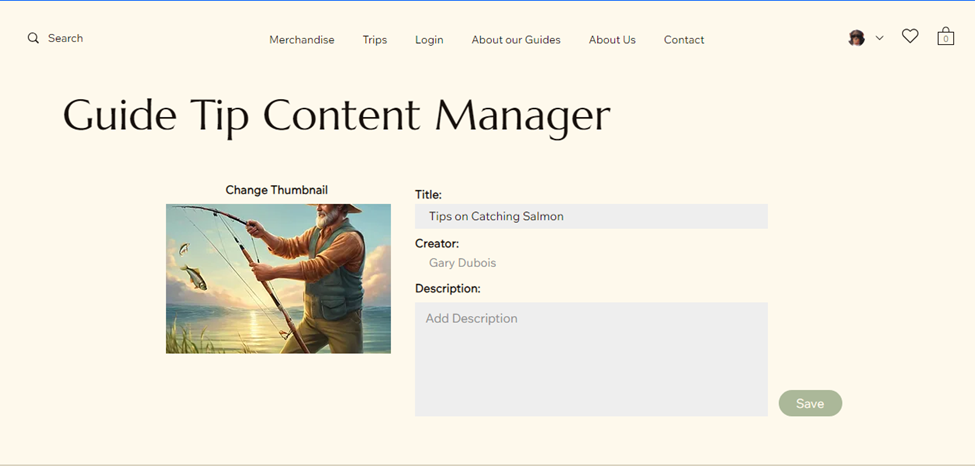 Search
Merchandise Trips Login About our Guides About Us Contact
0
Guide Tip Content Manager
Change Thumbnail
Title:
Tips on Catching Salmon
Creator:
Gary Dubois
Description:
Add Description
Save